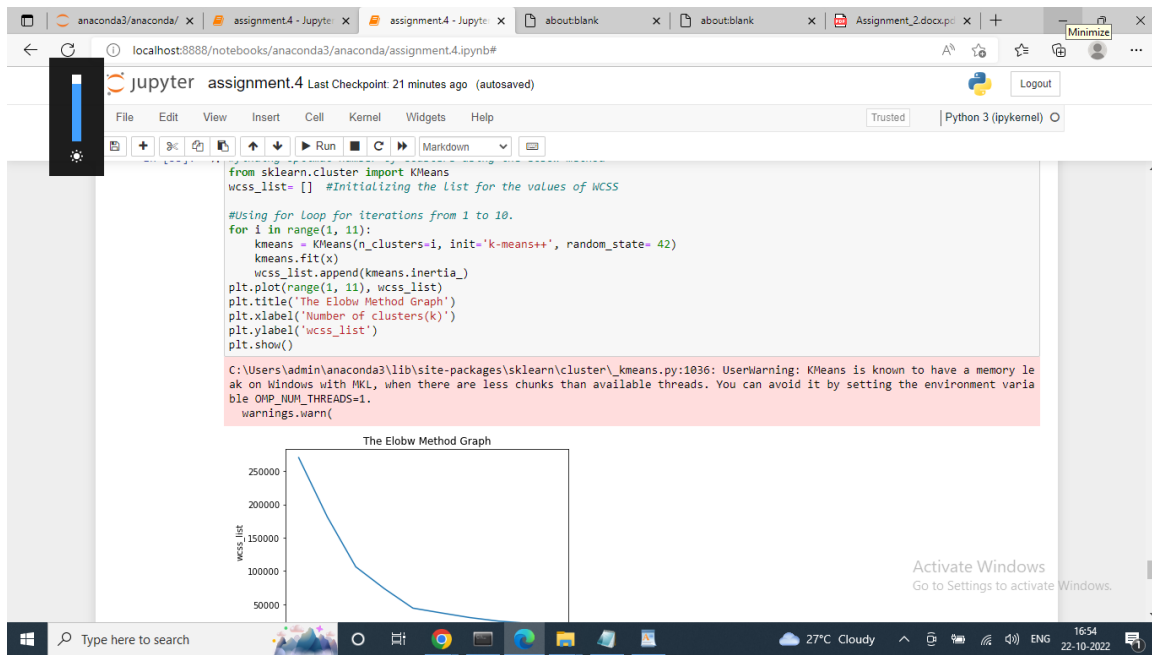 anaconda3/anaconda/
assignment.4 - Jupyte
assignment.4 - Jupyte
about:blank
about:blank
Assignment_2.docx.pd
Minimize
localhost:8888/notebooks/anaconda3/anaconda/assignment.4.ipynb#
jupyter assignment.4 Last Checkpoint: 21 minutes ago (autosaved)
Logout
File Edit View Insert Cell Kernel Widgets Help
Trusted
Python 3 (ipykernel)
Run
Markdown
from sklearn.cluster import KMeans
wcss_list= [] #Initializing the list for the values of WCSS
#Using for loop for iterations from 1 to 10.
for i in range(1, 11):
kmeans = KMeans(n_clusters=i, init='k-means++', random_state= 42)
kmeans.fit(x)
wcss_list.append(kmeans.inertia_)
plt.plot(range(1, 11), wcss_list)
plt.title('The Elobw Method Graph')
plt.xlabel('Number of clusters(k)')
plt.ylabel('wcss_list')
plt.show()
C:\Users\admin\anaconda3\lib\site-packages\sklearn\cluster\_kmeans.py:1036: UserWarning: KMeans is known to have a memory le
ak on Windows with MKL, when there are less chunks than available threads. You can avoid it by setting the environment varia
ble OMP_NUM_THREADS=1.
warnings.warn(
The Elobw Method Graph
250000
200000
150000
100000
50000
wcss_list
Activate Windows
Go to Settings to activate Windows.
Type here to search
27°C Cloudy
ENG
16:54
22-10-2022
1